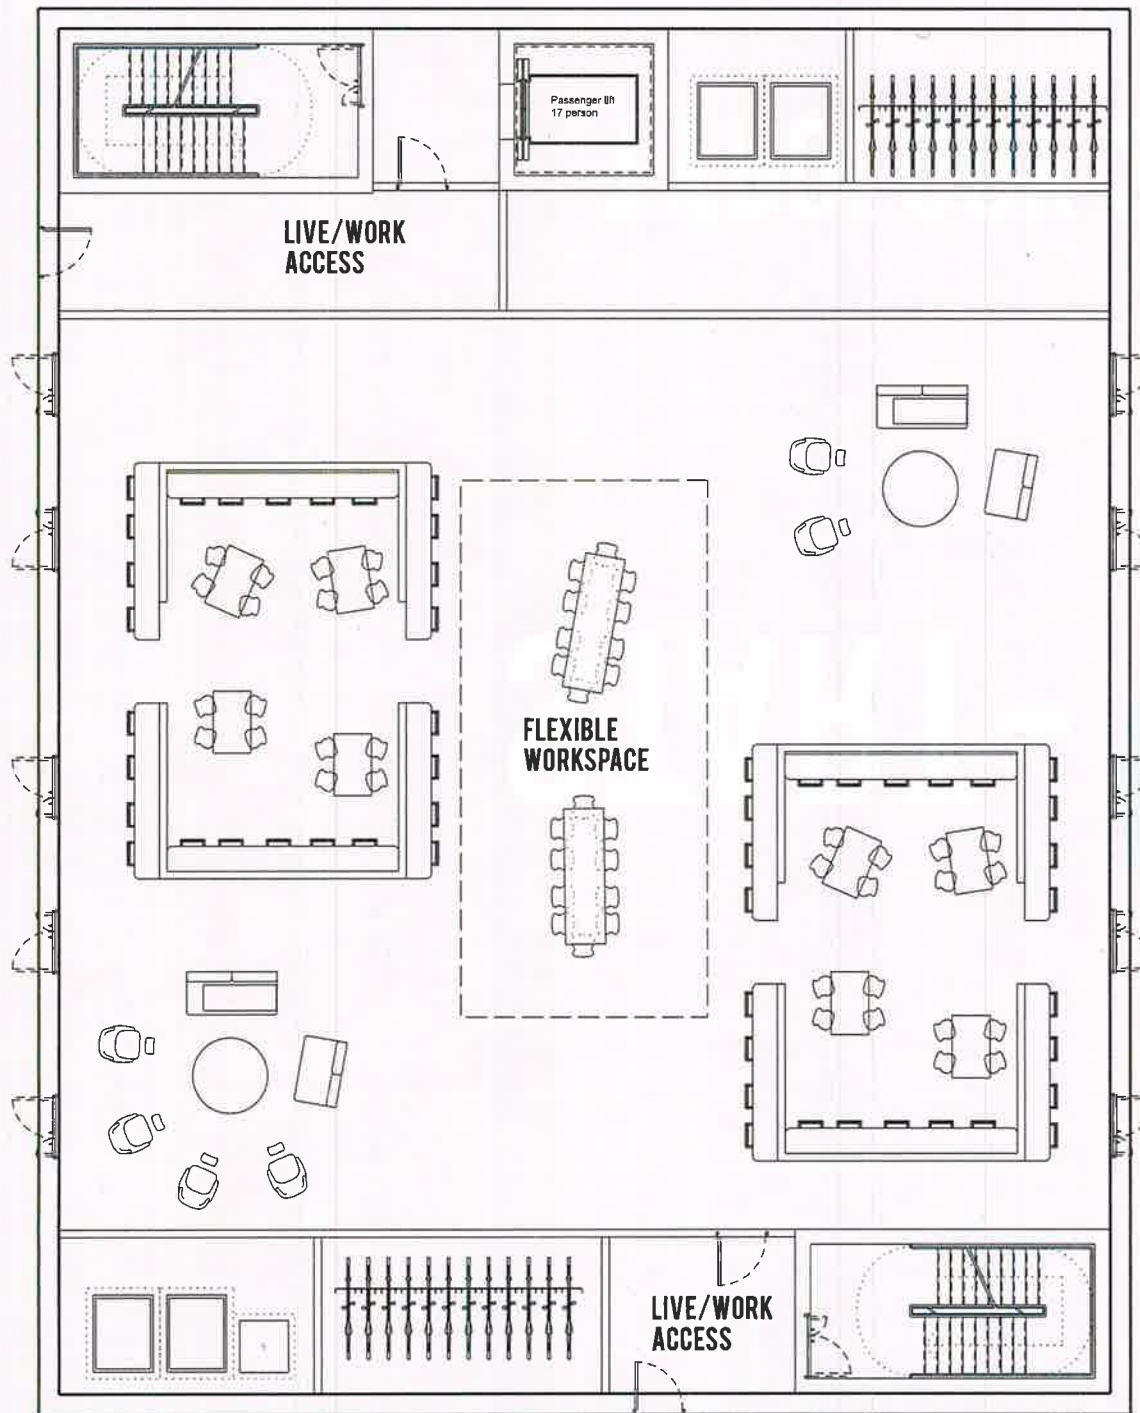 Passenger lift
17 person
LIVE/WORK
ACCESS
FLEXIBLE
WORKSPACE
LIVE/WORK
ACCESS